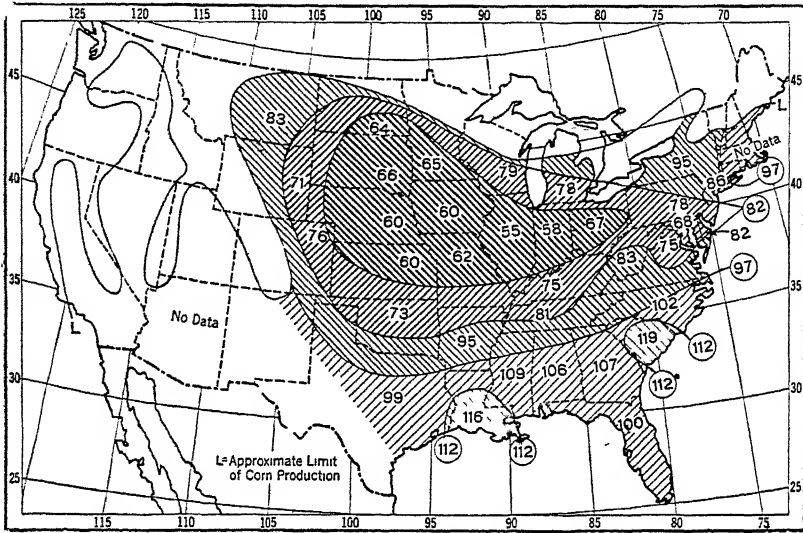 125 120 115 110 105 100 95 90 85 80 75 70
45 45
83 64 L
65 79 95 No Data
66 78 86 97
40 71 78 40
60 60 67 68 82
76 55 58 75 82
60 62 83
35 75 97 35
No Data 73 81 102
L 95 119 112
109 106 107 112
30 99 30
116 100
112 112
L=Approximate Limit
of Corn Production
25 25
115 110 105 100 95 90 85 80